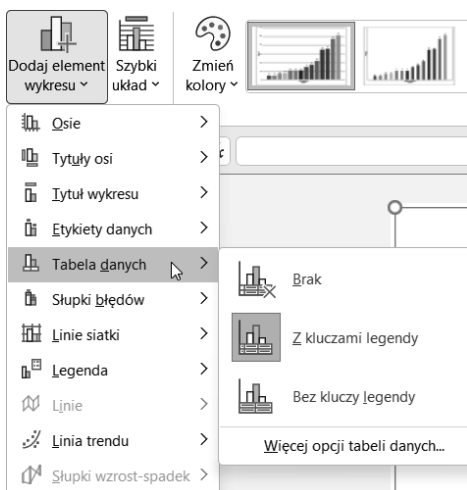 Dodaj element
wykresu
Szybki
układ
Zmień
kolory
Osie
Tytuły osi
Tytuł wykresu
Etykiety danych
Tabela danych
Słupki błędów
Linie siatki
Legenda
Linie
Linia trendu
Słupki wzrost-spadek
Brak
Z kluczami legendy
Bez kluczy legendy
Więcej opcji tabeli danych...